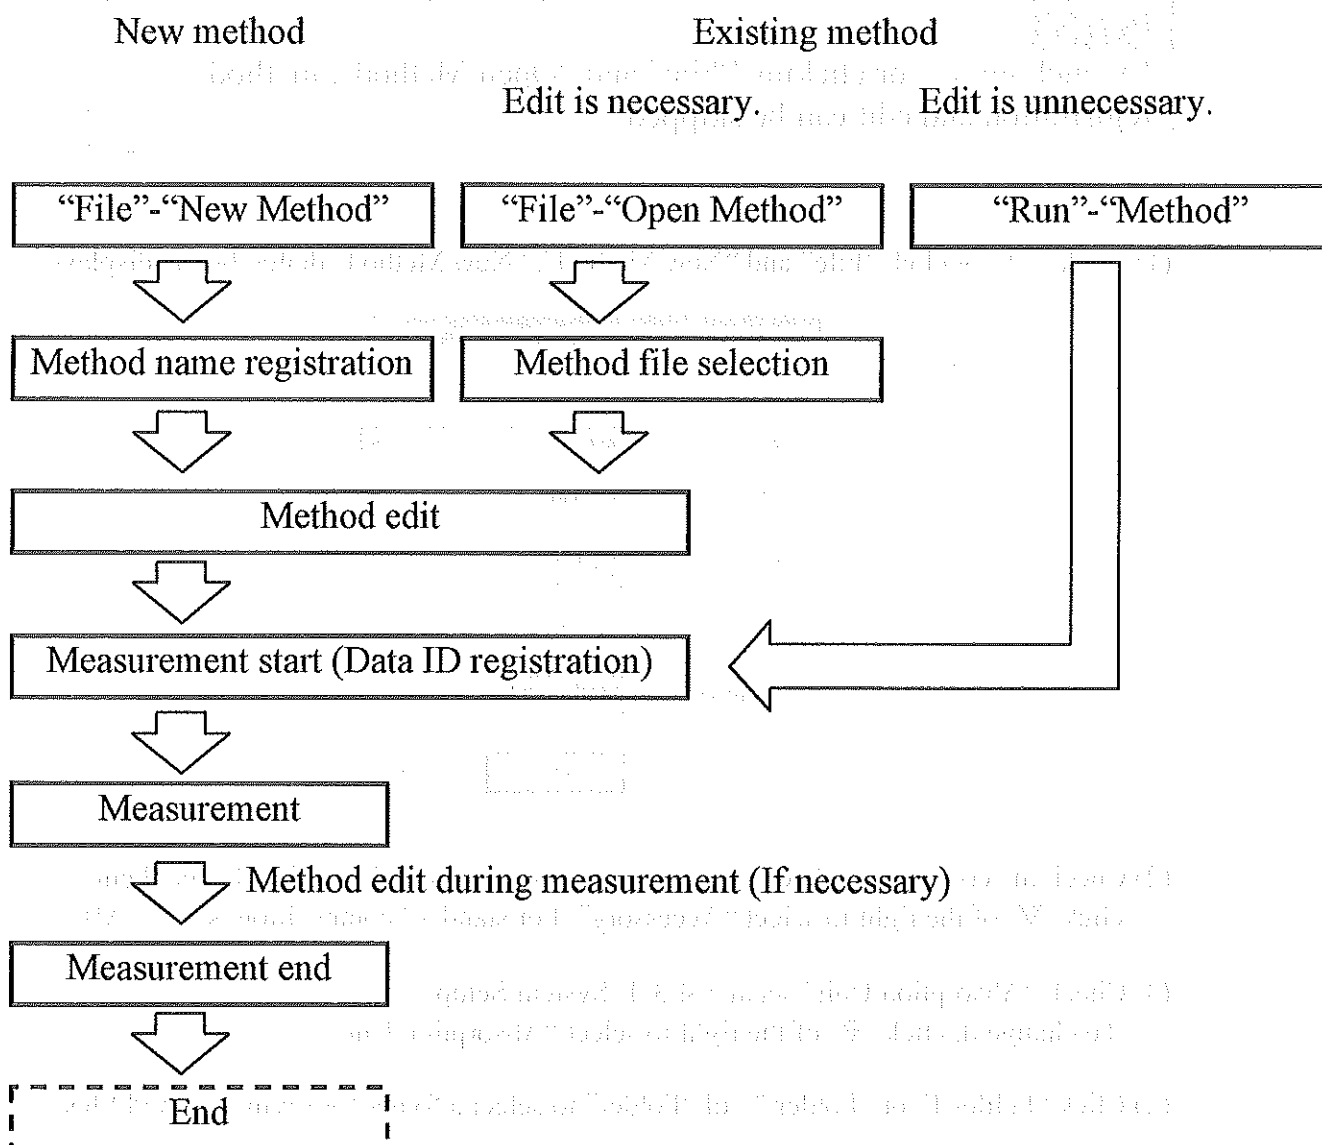 New method
Existing method
Edit is necessary.
Edit is unnecessary.
“File”-“New Method”
“File”-“Open Method”
“Run”-“Method”
Method name registration
Method file selection
Method edit
Measurement start (Data ID registration)
Measurement
Method edit during measurement (If necessary)
Measurement end
End